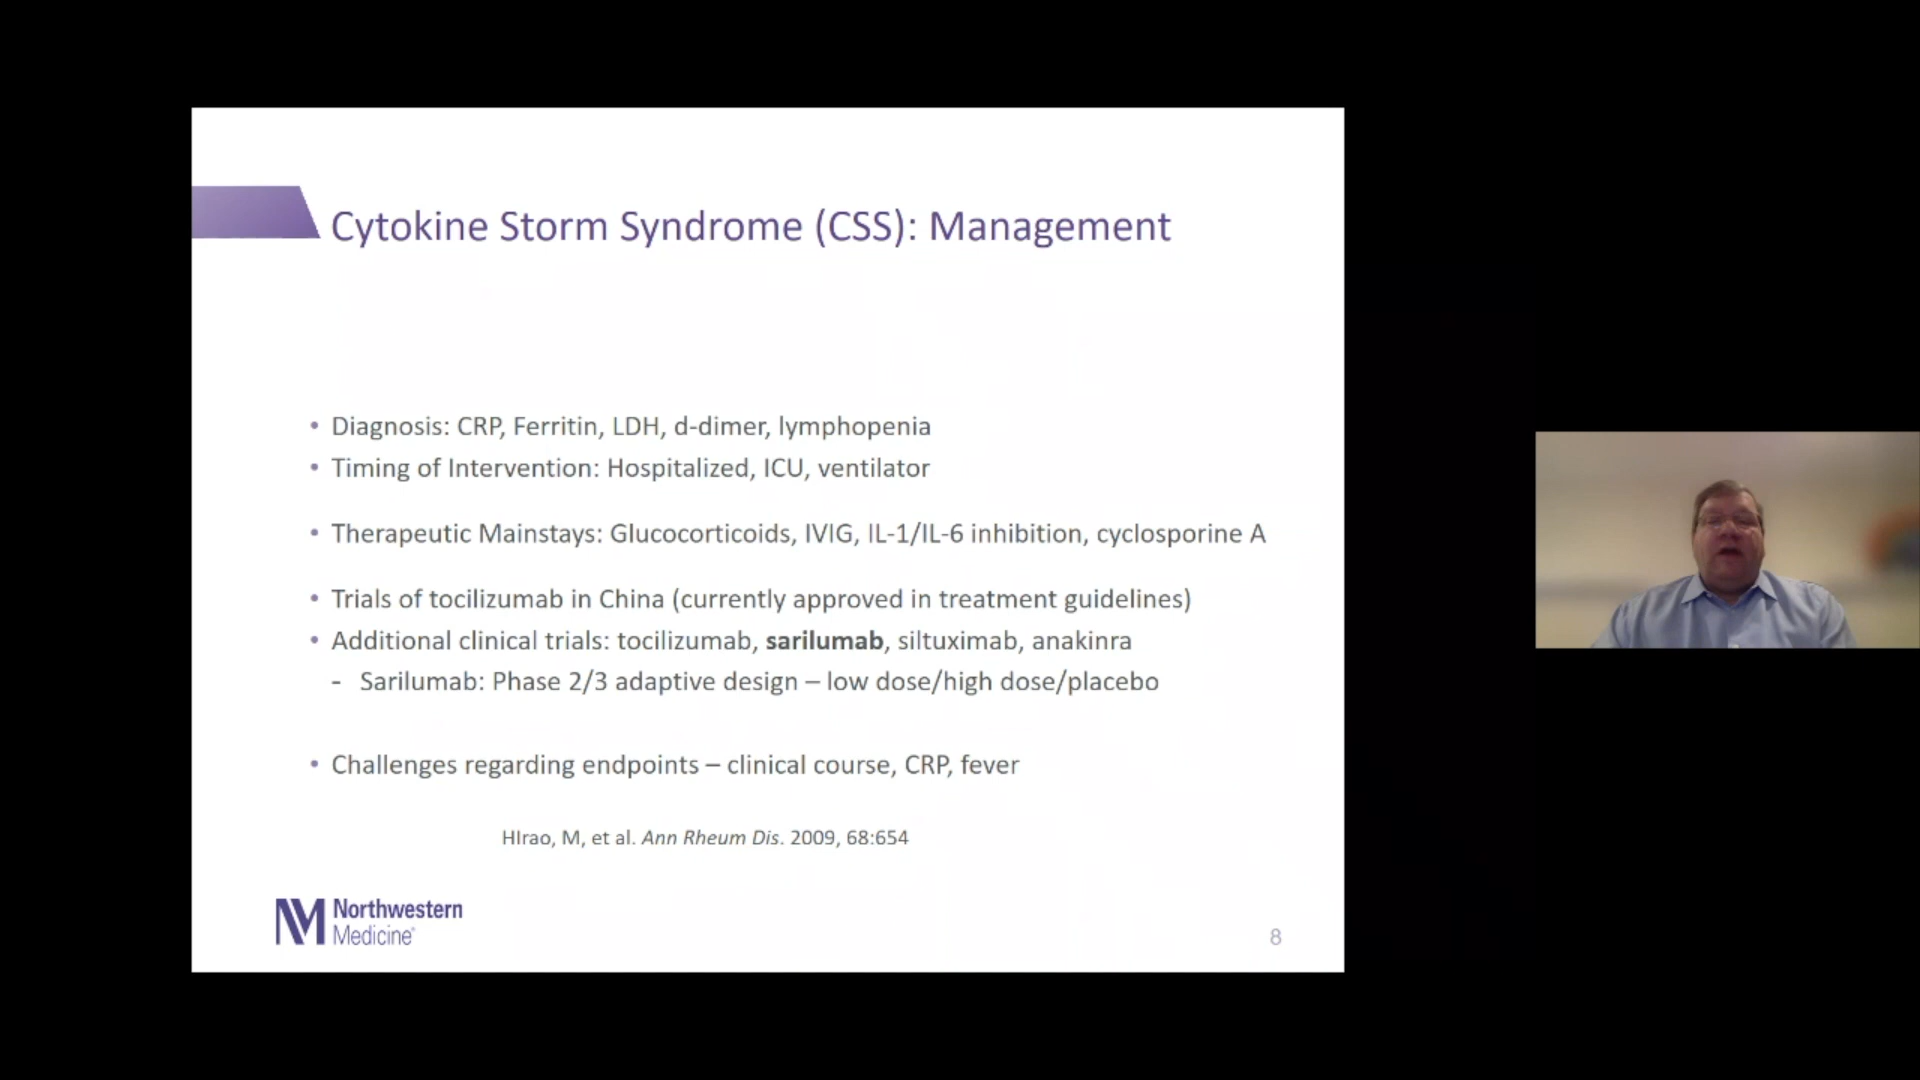 Cytokine Storm Syndrome (CSS): Management
• Diagnosis: CRP, Ferritin, LDH, d-dimer, lymphopenia
• Timing of Intervention: Hospitalized, ICU, ventilator
• Therapeutic Mainstays: Glucocorticoids, IVIG, IL-1/IL-6 inhibition, cyclosporine A
• Trials of tocilizumab in China (currently approved in treatment guidelines)
• Additional clinical trials: tocilizumab, sarilumab, siltuximab, anakinra
- Sarilumab: Phase 2/3 adaptive design – low dose/high dose/placebo
• Challenges regarding endpoints – clinical course, CRP, fever
HIrao, M, et al. Ann Rheum Dis. 2009, 68:654
NM Northwestern
Medicine®
8